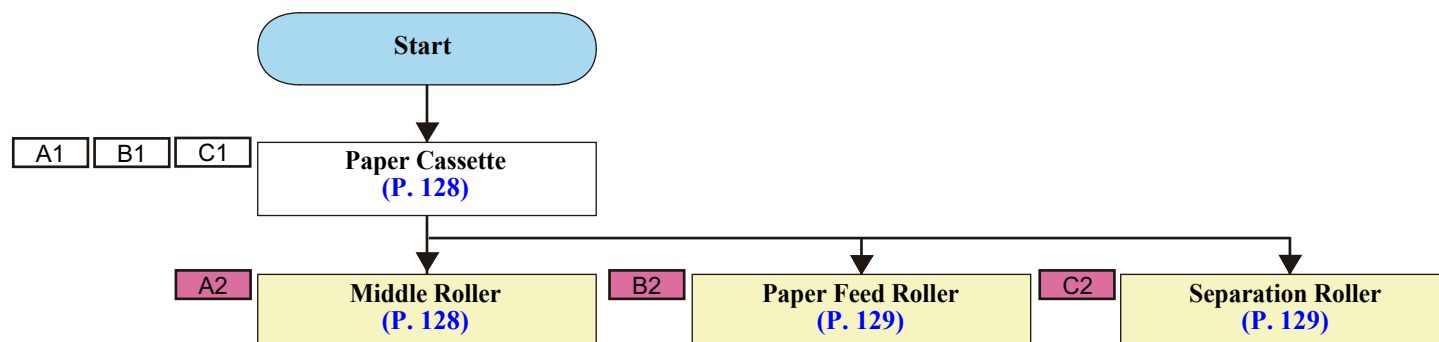 Start
A1 B1 C1 Paper Cassette
(P. 128)
A2 Middle Roller B2 Paper Feed Roller C2 Separation Roller
(P. 128) (P. 129) (P. 129)